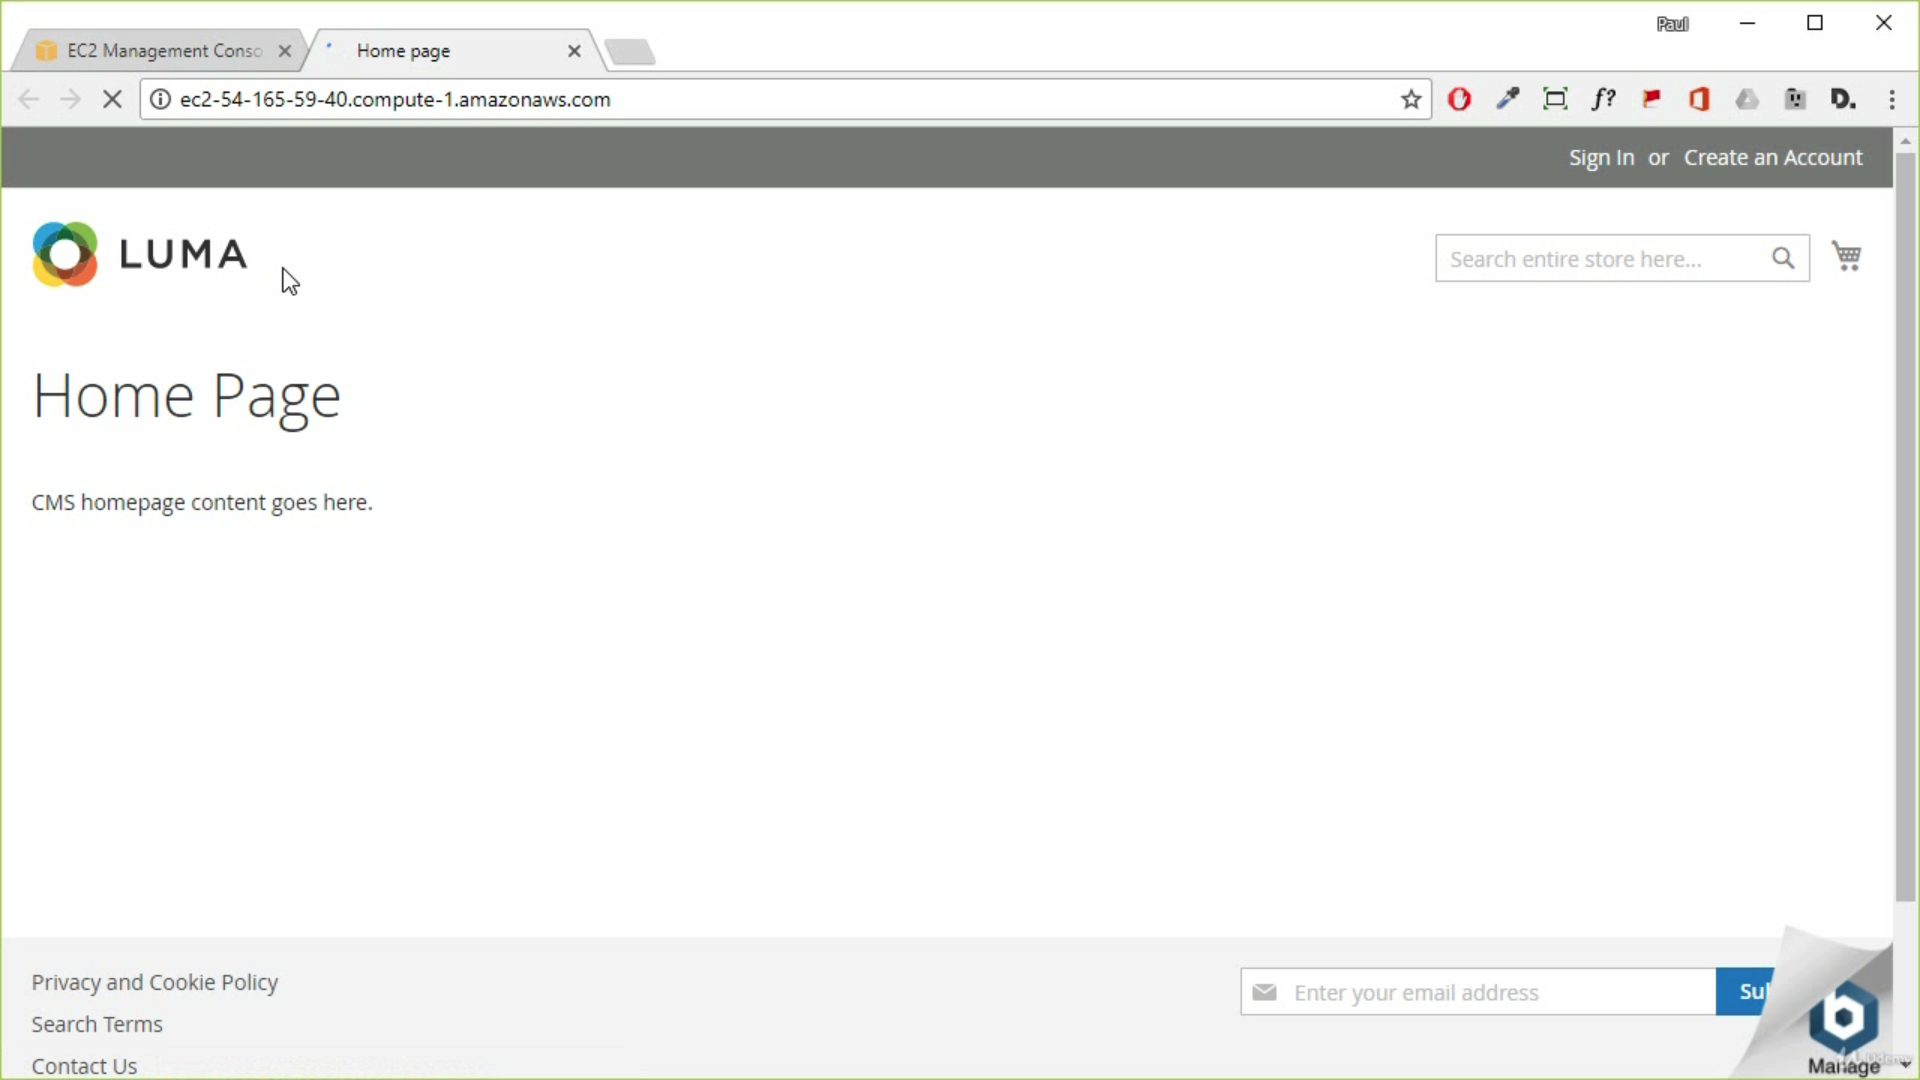 Paul
EC2 Management Conso
Home page
ec2-54-165-59-40.compute-1.amazonaws.com
f?
D.
Sign In or Create an Account
LUMA
Search entire store here...
Home Page
CMS homepage content goes here.
Privacy and Cookie Policy
Enter your email address
Su
Search Terms
Contact Us
b
Manage
Udemy